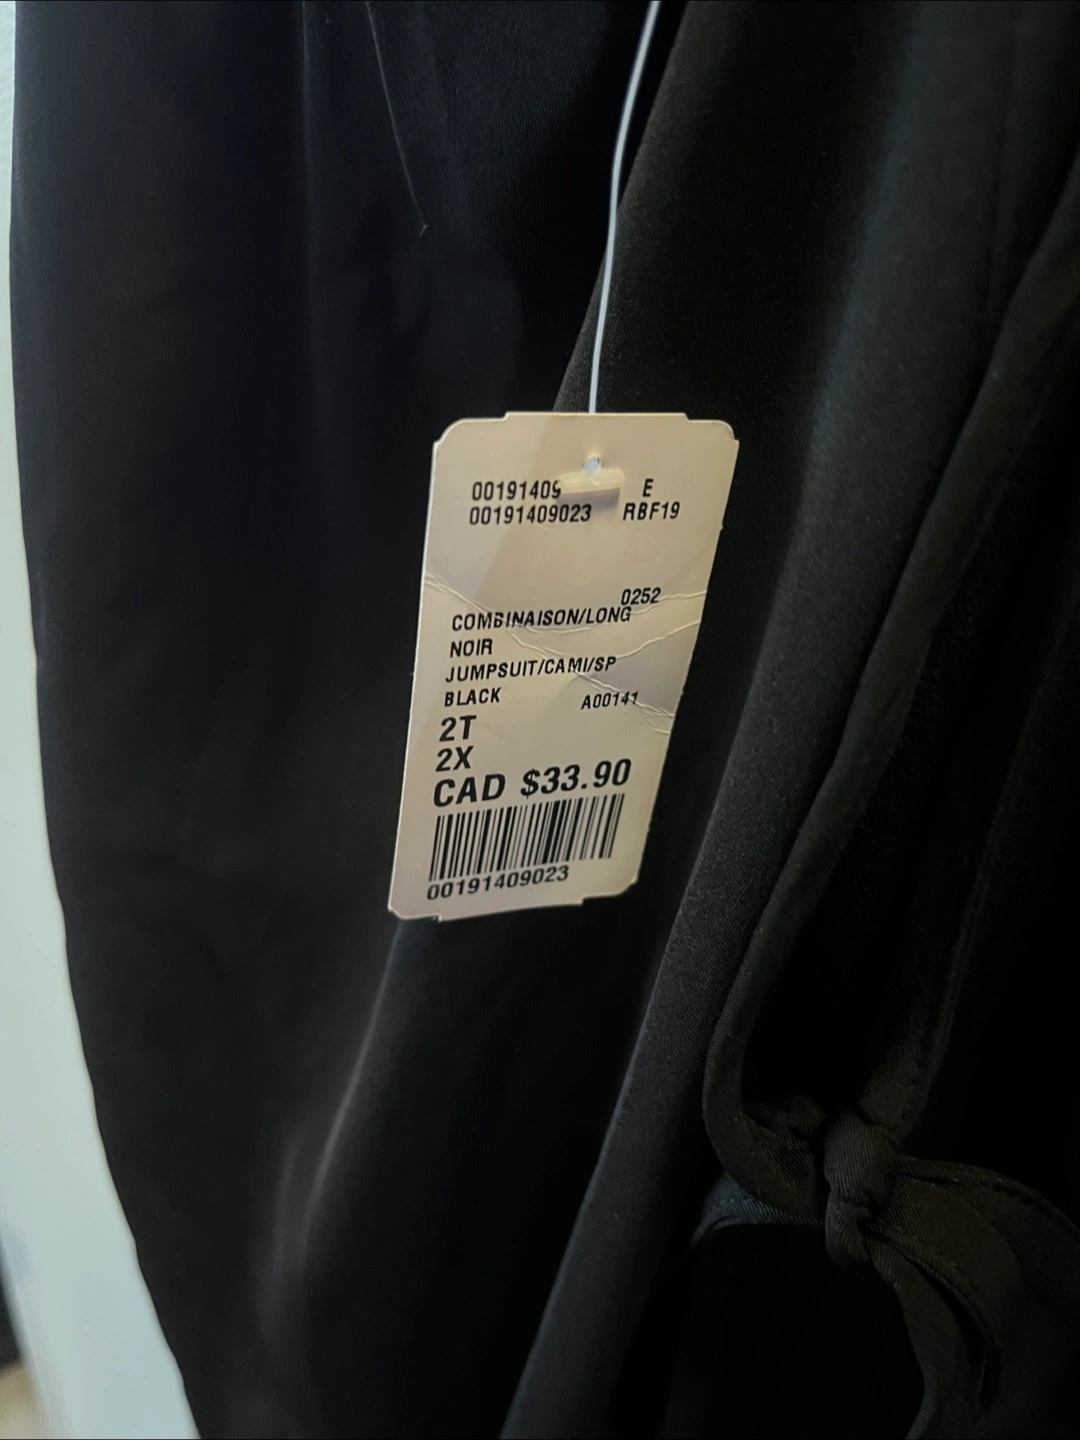 00191409 E
00191409023 RBF19
0252
COMBINAISON/LONG
NOIR
JUMPSUIT/CAMI/SP
BLACK A00141
2T
2X
CAD $33.90
00191409023